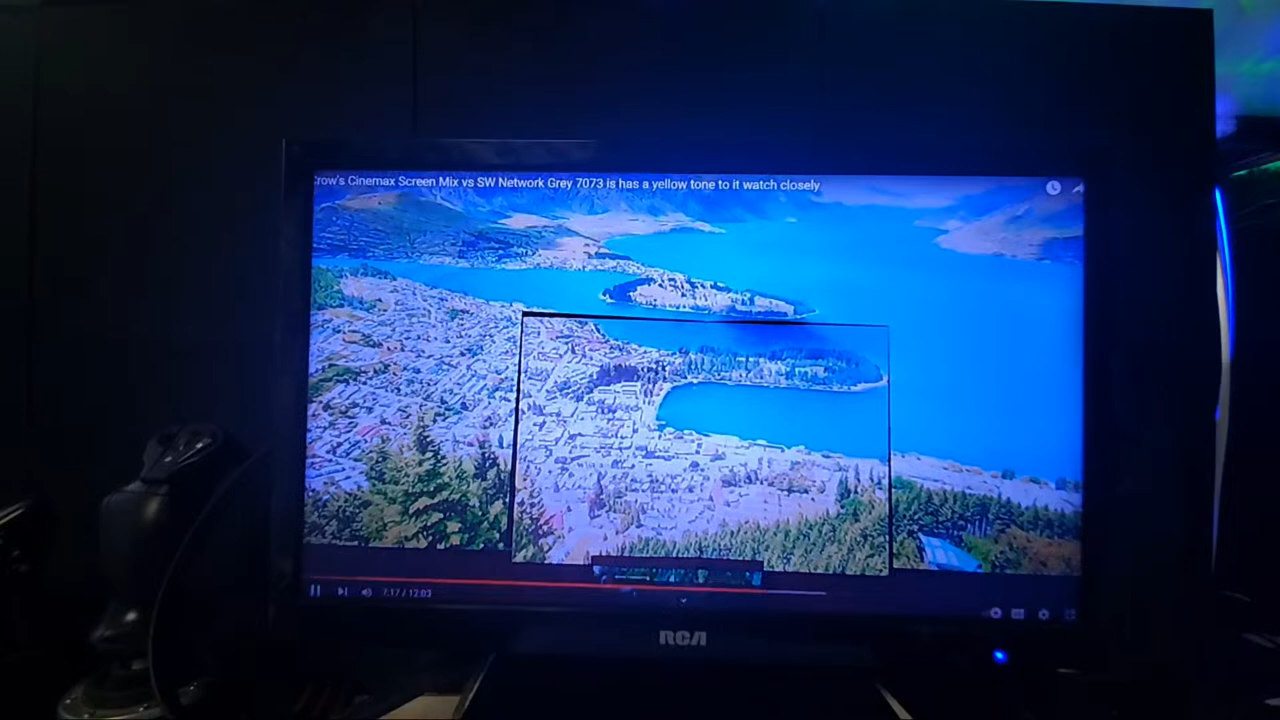 Crow's Cinemax Screen Mix vs SW Network Grey 7073 is has a yellow tone to it watch closely
7:17 / 12:03
RCA